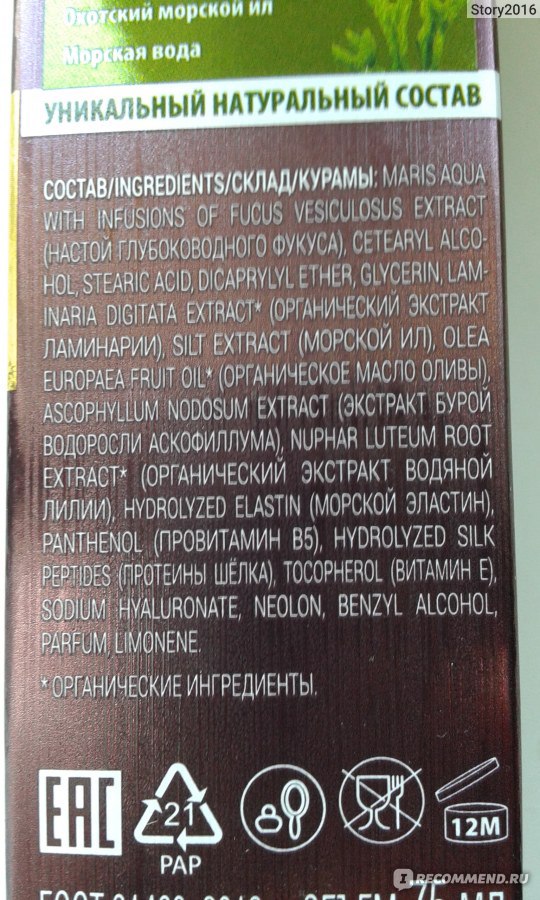 Story2016
Охотский морской ил
Морская вода
УНИКАЛЬНЫЙ НАТУРАЛЬНЫЙ СОСТАВ
СОСТАВ/INGREDIENTS/СКЛАД/КУРАМЫ: MARIS AQUA
WITH INFUSIONS OF FUCUS VESICULOSUS EXTRACT
(НАСТОЙ ГЛУБОКОВОДНОГО ФУКУСА), CETEARYL ALCO-
HOL, STEARIC ACID, DICAPRYLYL ETHER, GLYCERIN, LAM-
INARIA DIGITATA EXTRACT* (ОРГАНИЧЕСКИЙ ЭКСТРАКТ
ЛАМИНАРИИ), SILT EXTRACT (МОРСКОЙ ИЛ), OLEA
EUROPAEA FRUIT OIL* (ОРГАНИЧЕСКОЕ МАСЛО ОЛИВЫ),
ASCOPHYLLUM NODOSUM EXTRACT (ЭКСТРАКТ БУРОЙ
ВОДОРОСЛИ АСКОФИЛЛУМА), NUPHAR LUTEUM ROOT
EXTRACT* (ОРГАНИЧЕСКИЙ ЭКСТРАКТ ВОДЯНОЙ
ЛИЛИИ), HYDROLYZED ELASTIN (МОРСКОЙ ЭЛАСТИН),
PANTHENOL (ПРОВИТАМИН B5), HYDROLYZED SILK
PEPTIDES (ПРОТЕИНЫ ШЁЛКА), TOCOPHEROL (ВИТАМИН Е),
SODIUM HYALURONATE, NEOLON, BENZYL ALCOHOL,
PARFUM, LIMONENE.
* ОРГАНИЧЕСКИЕ ИНГРЕДИЕНТЫ.
EAC
21
PAP
12M
ГОСТ ОБЪЕМ 75 МЛ
IRECOMMEND.RU